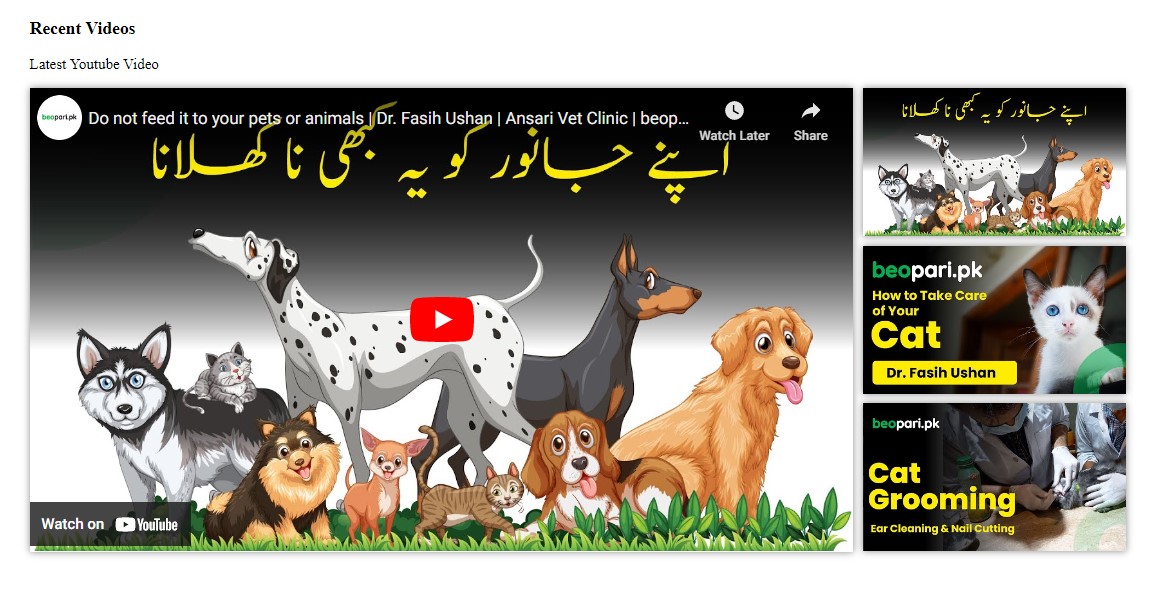 Recent Videos
Latest Youtube Video
beopari.pk
Do not feed it to your pets or animals | Dr. Fasih Ushan | Ansari Vet Clinic | beop...
Watch Later
Share
اپنے جانور کو یہ کبھی نا کھلانا
Watch on YouTube
اپنے جانور کو یہ کبھی نا کھلانا
beopari.pk
How to Take Care
of Your
Cat
Dr. Fasih Ushan
beopari.pk
Cat
Grooming
Ear Cleaning & Nail Cutting